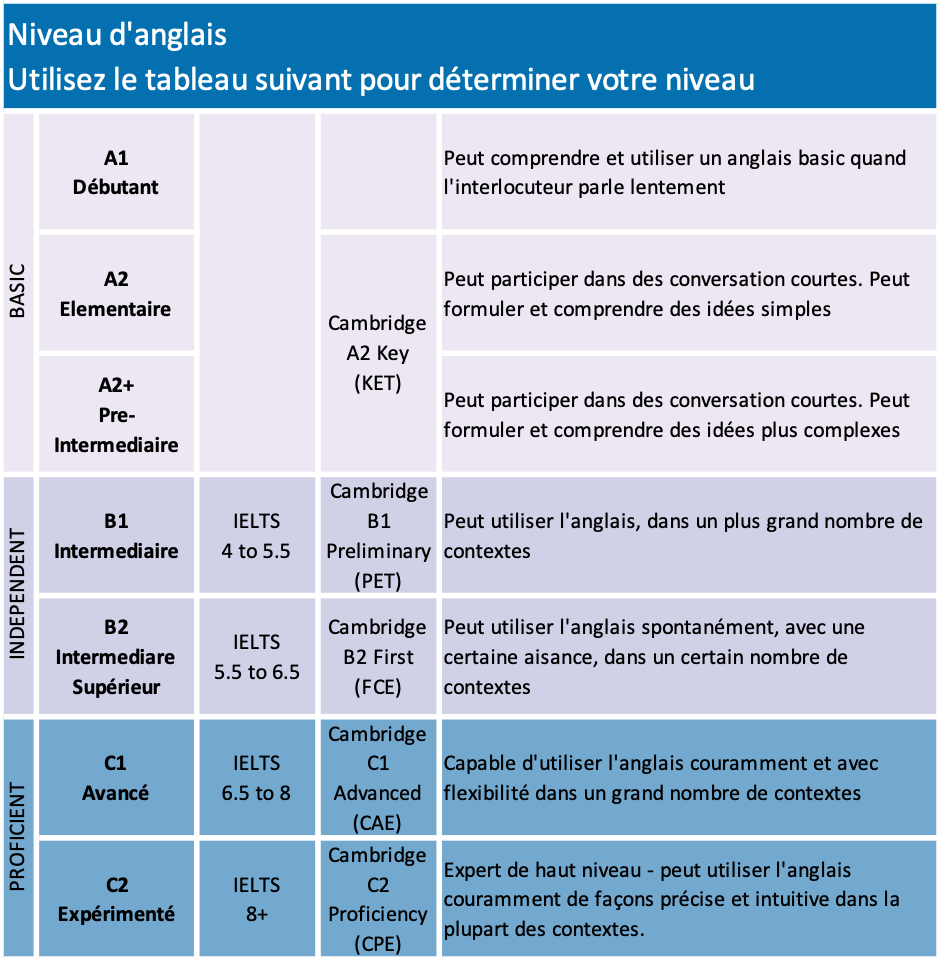 Niveau d'anglais
Utilisez le tableau suivant pour déterminer votre niveau
BASIC
A1
Débutant
Peut comprendre et utiliser un anglais basic quand
l'interlocuteur parle lentement
A2
Elementaire
Cambridge
A2 Key
(KET)
Peut participer dans des conversation courtes. Peut
formuler et comprendre des idées simples
A2+
Pre-
Intermediaire
Peut participer dans des conversation courtes. Peut
formuler et comprendre des idées plus complexes
INDEPENDENT
B1
Intermediaire
IELTS
4 to 5.5
Cambridge
B1
Preliminary
(PET)
Peut utiliser l'anglais, dans un plus grand nombre de
contextes
B2
Intermediare
Supérieur
IELTS
5.5 to 6.5
Cambridge
B2 First
(FCE)
Peut utiliser l'anglais spontanément, avec une
certaine aisance, dans un certain nombre de
contextes
PROFICIENT
C1
Avancé
IELTS
6.5 to 8
Cambridge
C1
Advanced
(CAE)
Capable d'utiliser l'anglais couramment et avec
flexibilité dans un grand nombre de contextes
C2
Expérimenté
IELTS
8+
Cambridge
C2
Proficiency
(CPE)
Expert de haut niveau - peut utiliser l'anglais
couramment de façons précise et intuitive dans la
plupart des contextes.